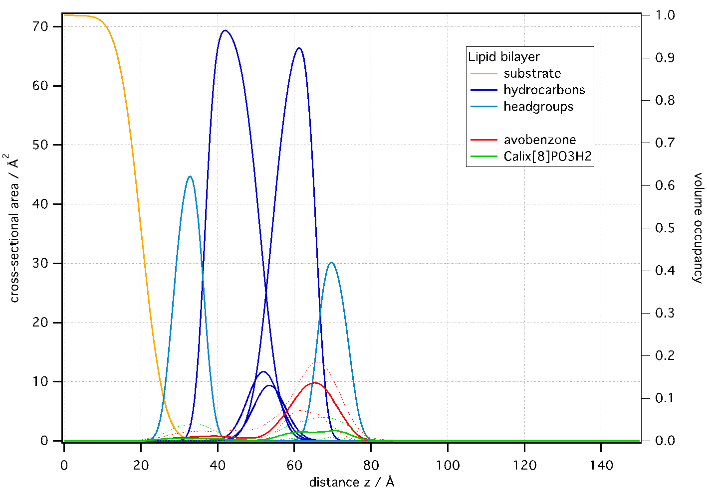 70
60
50
40
30
20
10
0
cross-sectional area / Å²
1.0
0.9
0.8
0.7
0.6
0.5
0.4
0.3
0.2
0.1
0.0
volume occupancy
Lipid bilayer
substrate
hydrocarbons
headgroups
avobenzone
Calix[8]PO3H2
0 20 40 60 80 100 120 140
distance z / Å